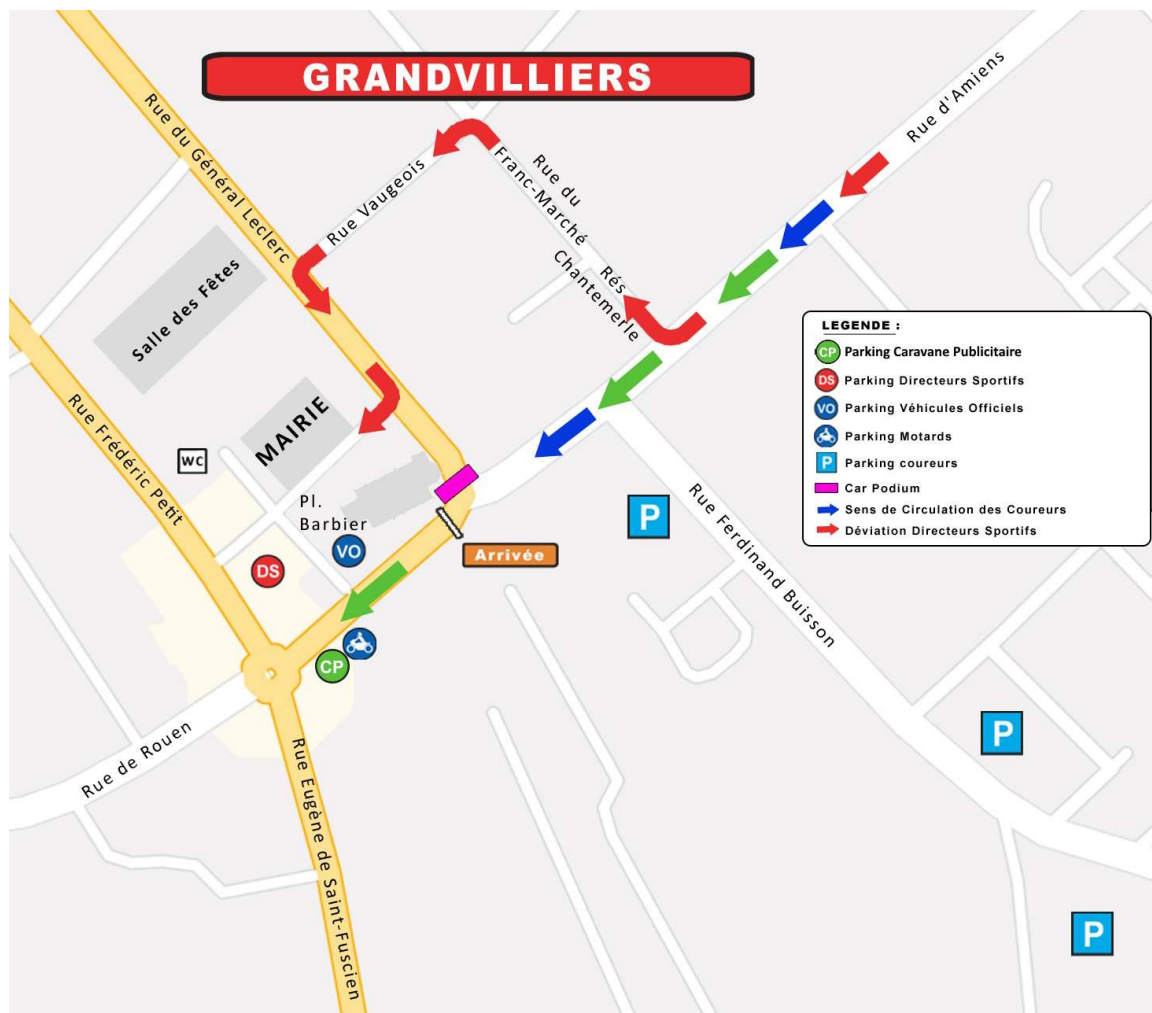 GRANDVILLIERS
Rue d'Amiens
Rue du Général Leclerc
Rue du
Franc-Marché
Rue Vaugeois
Rés
Chantemerle
Salle des Fêtes
LEGENDE :
CP Parking Caravane Publicitaire
DS Parking Directeurs Sportifs
VO Parking Véhicules Officiels
Parking Motards
P Parking coureurs
Car Podium
Sens de Circulation des Coureurs
Déviation Directeurs Sportifs
Rue Frédéric Petit
MAIRIE
WC
Pl.
Barbier
VO
DS
Arrivée
P
Rue Ferdinand Buisson
CP
Rue de Rouen
Rue Eugène de Saint-Fuscien
P
P